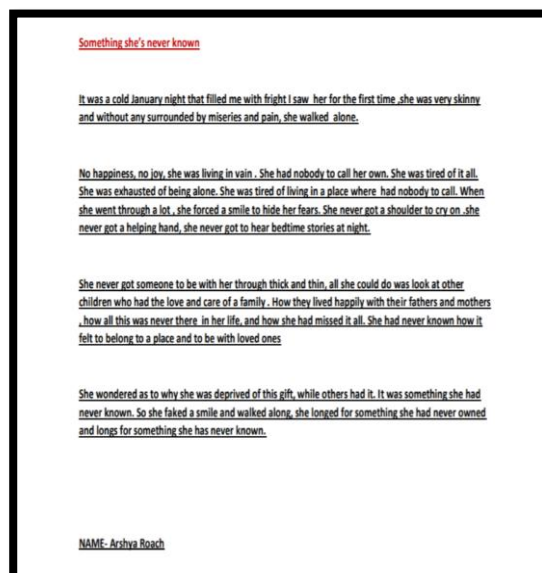 Something she's never known
It was a cold January night that filled me with fright I saw her for the first time ,she was very skinny
and without any surrounded by miseries and pain, she walked alone.
No happiness, no joy, she was living in vain . She had nobody to call her own. She was tired of it all.
She was exhausted of being alone. She was tired of living in a place where had nobody to call. When
she went through a lot , she forced a smile to hide her fears. She never got a shoulder to cry on .she
never got a helping hand, she never got to hear bedtime stories at night.
She never got someone to be with her through thick and thin, all she could do was look at other
children who had the love and care of a family . How they lived happily with their fathers and mothers
, how all this was never there in her life, and how she had missed it all. She had never known how it
felt to belong to a place and to be with loved ones
She wondered as to why she was deprived of this gift, while others had it. It was something she had
never known. So she faked a smile and walked along, she longed for something she had never owned
and longs for something she has never known.
NAME- Arshya Roach